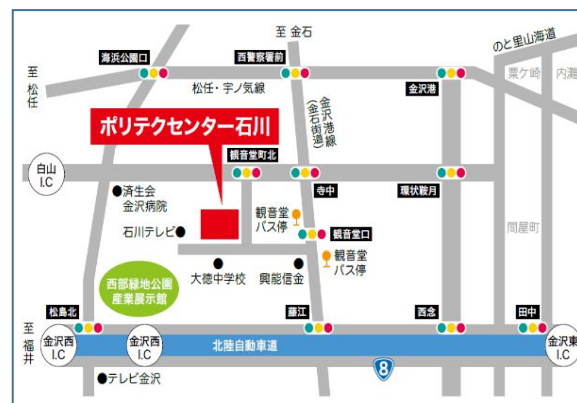 至 金石
海浜公園口
西警察署前
のと里山海道
至
松任
松任・宇ノ気線
金沢港
粟ケ崎
内灘
金沢港線
(金石街道)
ポリテクセンター石川
観音堂町北
白山
I.C
寺中
環状鞍月
済生会
金沢病院
石川テレビ
観音堂
バス停
観音堂口
問屋町
大徳中学校
興能信金
観音堂
バス停
西部緑地公園
産業展示館
松島北
藤江
西念
田中
至
福井
金沢西
I.C
金沢西
I.C
北陸自動車道
金沢東
I.C
8
テレビ金沢